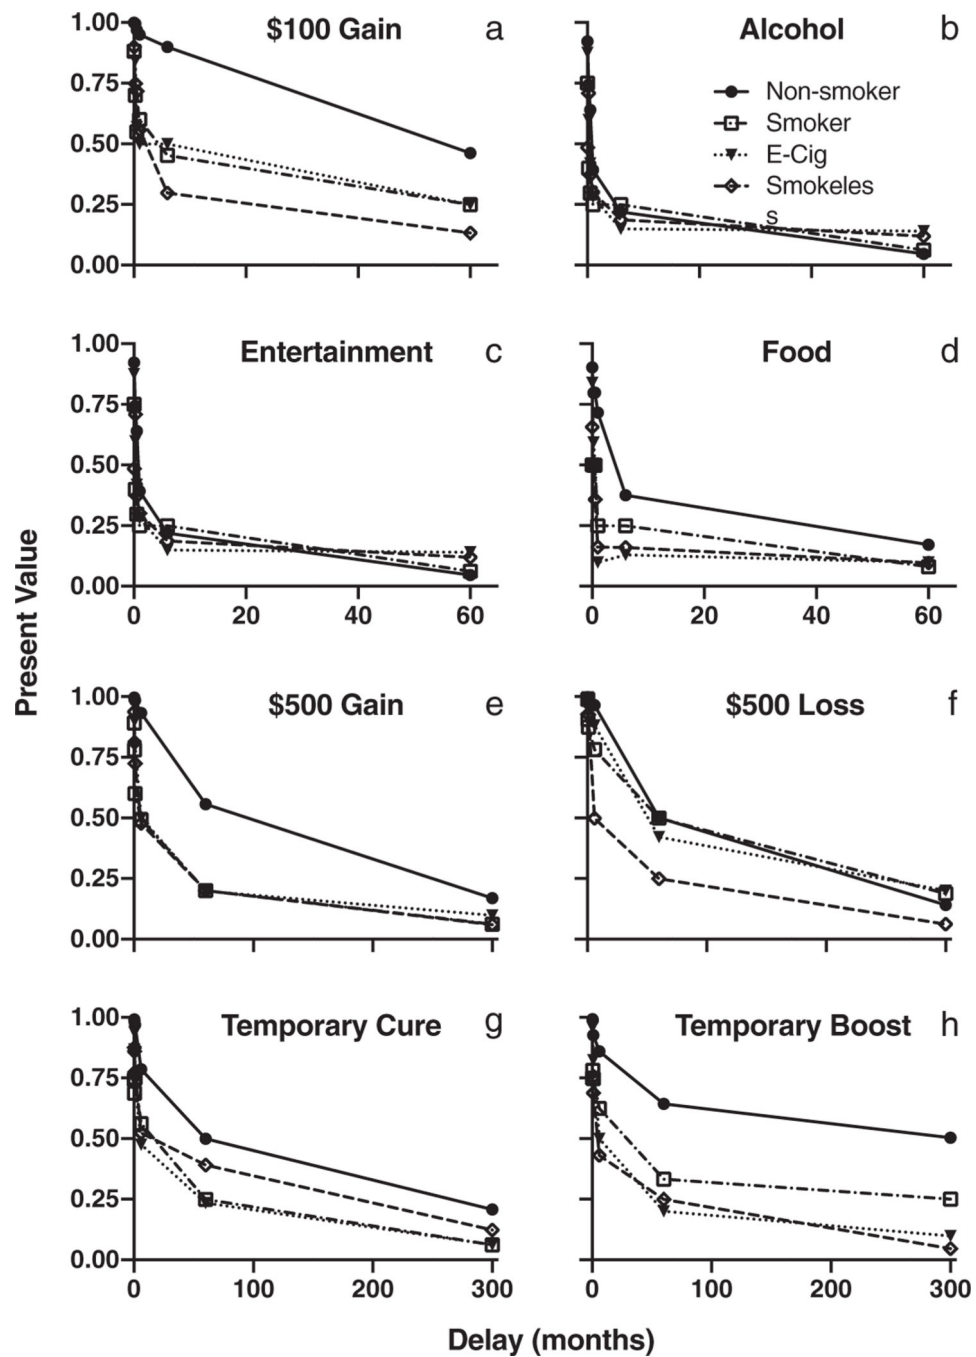 $100 Gain a
1.00
0.75
0.50
0.25
0.00
Alcohol b
Non-smoker
Smoker
E-Cig
Smokeles
s
Entertainment c
1.00
0.75
0.50
0.25
0.00
0 20 40 60
Food d
0 20 40 60
Present Value
$500 Gain e
1.00
0.75
0.50
0.25
0.00
$500 Loss f
Temporary Cure g
1.00
0.75
0.50
0.25
0.00
0 100 200 300
Temporary Boost h
0 100 200 300
Delay (months)